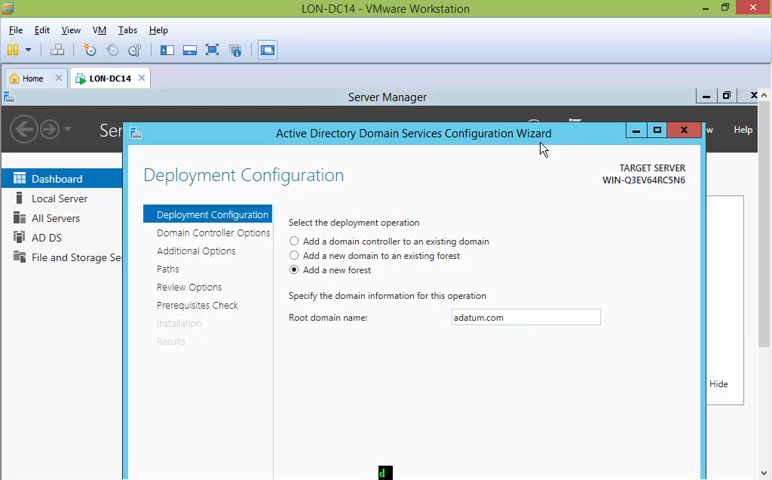 LON-DC14 - VMware Workstation
File Edit View VM Tabs Help
Home LON-DC14
Server Manager
Help
Active Directory Domain Services Configuration Wizard
Deployment Configuration
TARGET SERVER
WIN-Q3EV64RC5N6
Dashboard
Local Server
All Servers
AD DS
File and Storage Se
Deployment Configuration
Domain Controller Options
Additional Options
Paths
Review Options
Prerequisites Check
Installation
Results
Select the deployment operation
Add a domain controller to an existing domain
Add a new domain to an existing forest
Add a new forest
Specify the domain information for this operation
Root domain name: adatum.com
Hide
d